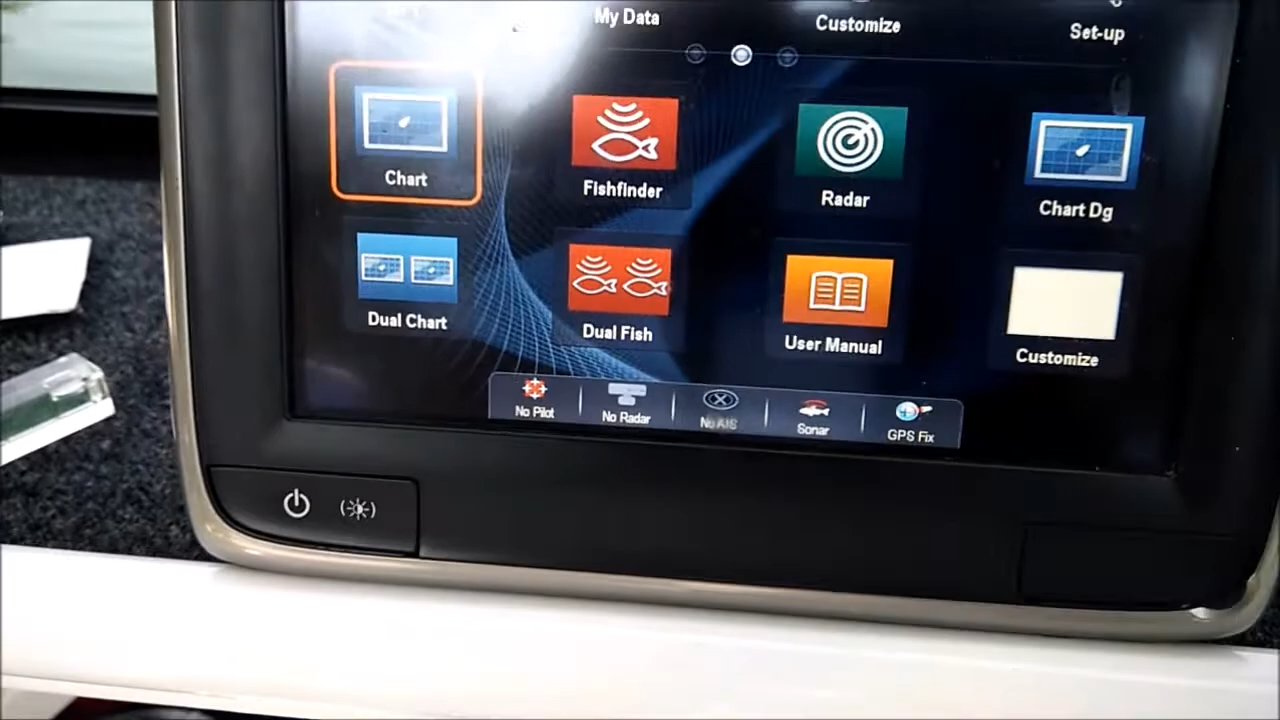 My Data
Customize
Set-up
Chart
Fishfinder
Radar
Chart Dg
Dual Chart
Dual Fish
User Manual
Customize
No Pilot
No Radar
No AIS
Sonar
GPS Fix